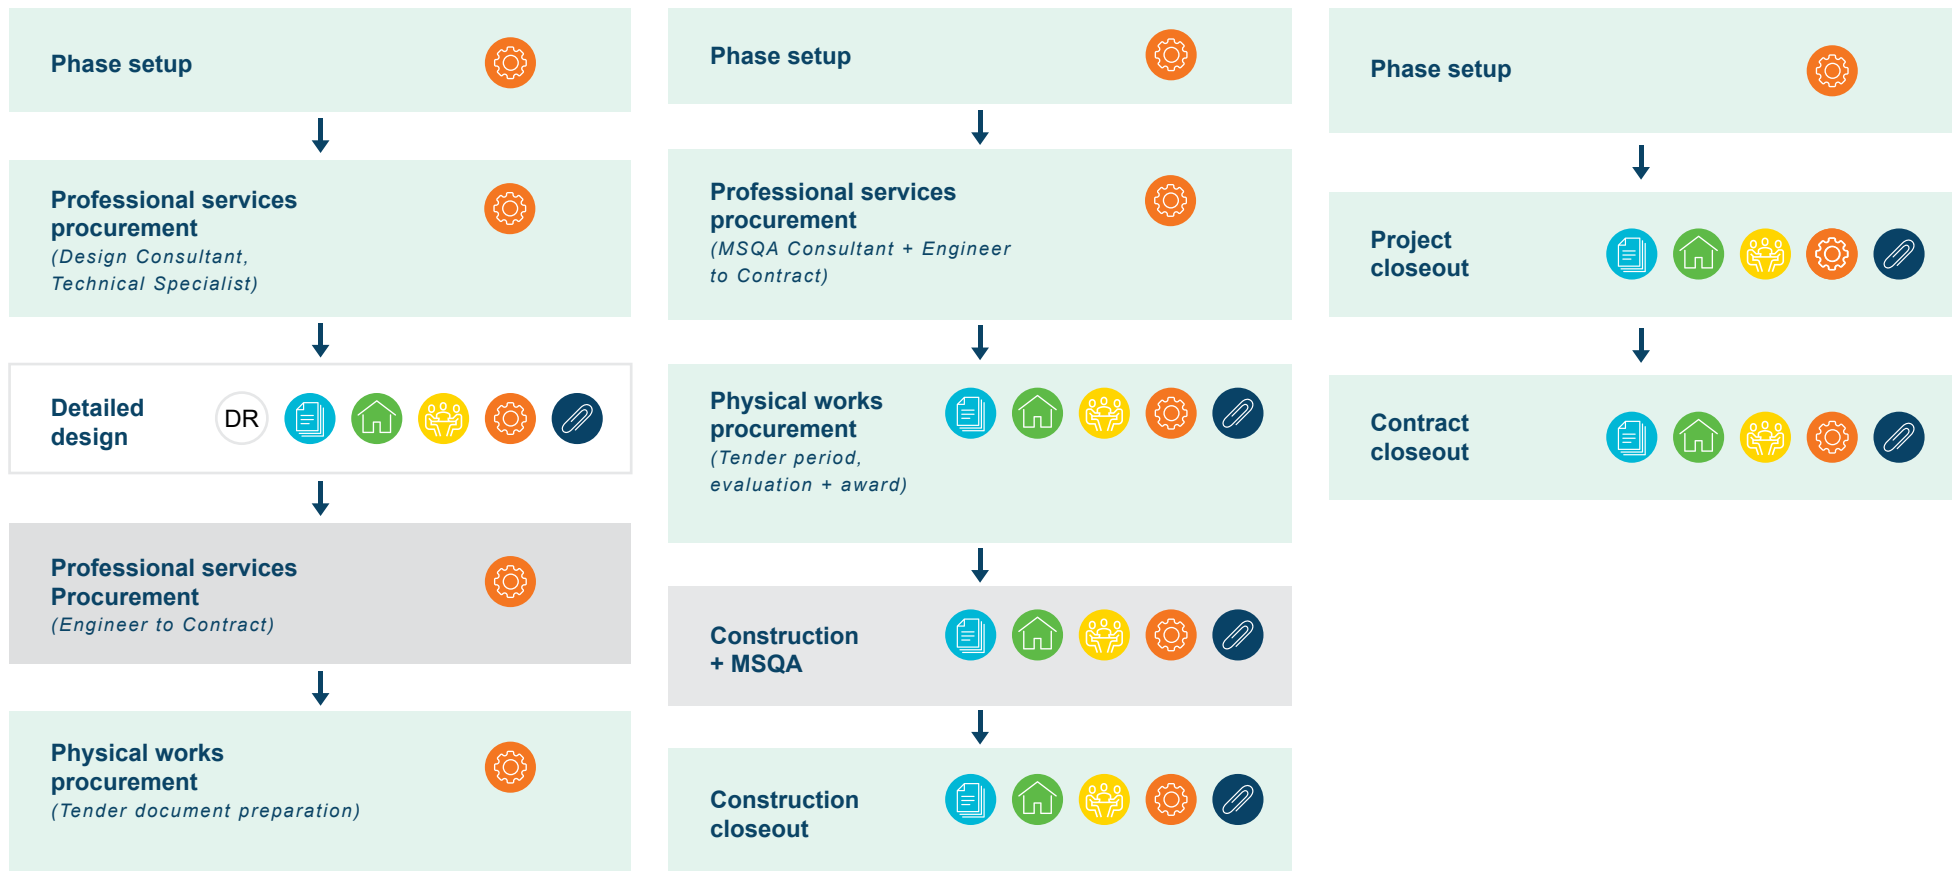 Phase setup
Professional services
procurement
(Design Consultant,
Technical Specialist)
Detailed
design
DR
Professional services
Procurement
(Engineer to Contract)
Physical works
procurement
(Tender document preparation)
Phase setup
Professional services
procurement
(MSQA Consultant + Engineer
to Contract)
Physical works
procurement
(Tender period,
evaluation + award)
Construction
+ MSQA
Construction
closeout
Phase setup
Project
closeout
Contract
closeout